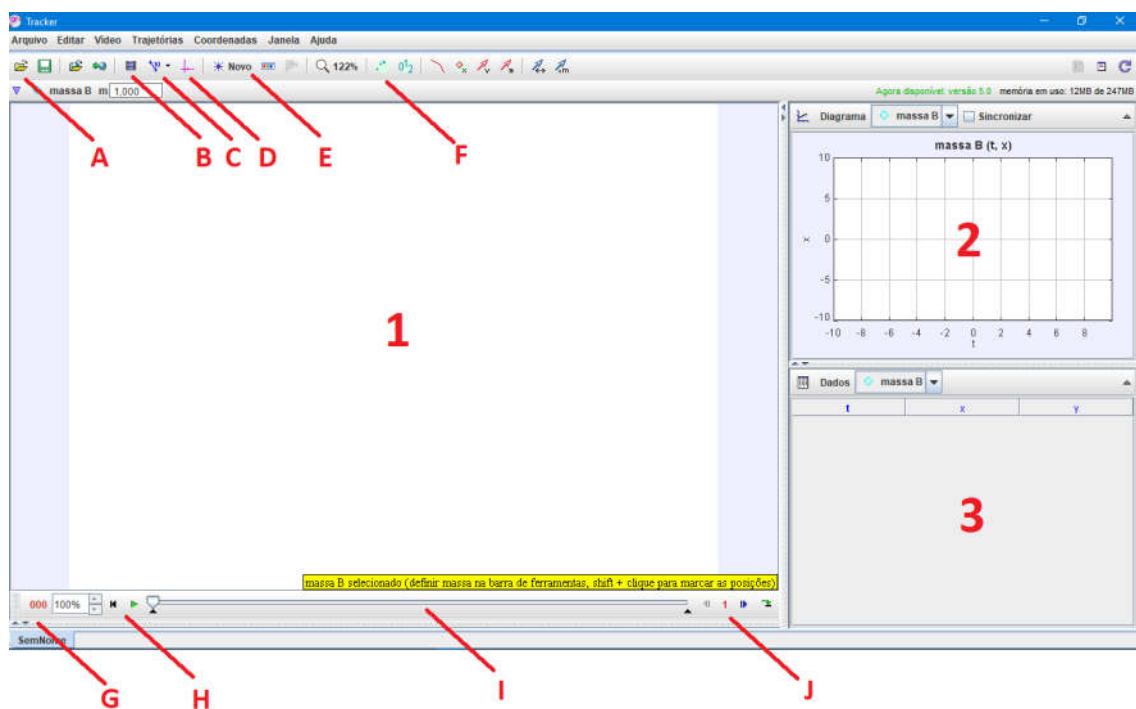 Tracker
Arquivo Editar Vídeo Trajetórias Coordenadas Janela Ajuda
Novo 122%
massa B m 1,000 Agora disponível: versão 5.0 memória em uso: 12MB de 247MB
A B C D E F
Diagrama massa B Sincronizar
massa B (t, x)
10
5
x 0
-5
-10
-10 -8 -6 -4 -2 0 2 4 6 8
t
2
1
Dados massa B
t x y
3
massa B selecionado (definir massa na barra de ferramentas, shift + clique para marcar as posições)
000 100% 1
SemNome
G H I J